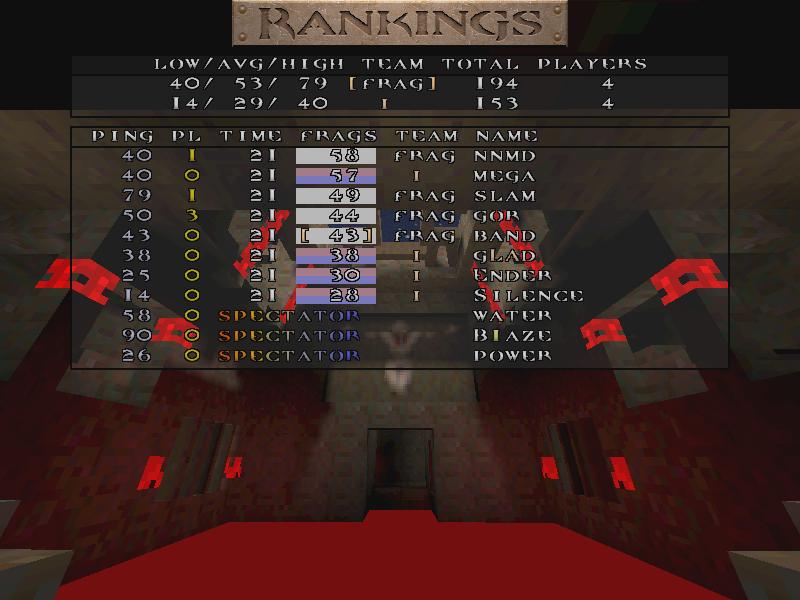 RANKINGS
LOW/AVG/HIGH TEAM TOTAL PLAYERS
40/ 53/ 79 [FRAG] 194 4
14/ 29/ 40 I 153 4
PING PL TIME FRAGS TEAM NAME
40 1 21 58 FRAG NNMD
40 0 21 57 I MEGA
79 1 21 49 FRAG SLAM
50 3 21 44 FRAG GOR
43 0 21 [ 43] FRAG BAND
38 0 21 38 I GLAD
25 0 21 30 I ENDER
14 0 21 28 I SILENCE
58 0 SPECTATOR WATER
90 0 SPECTATOR BLAZE
26 0 SPECTATOR POWER